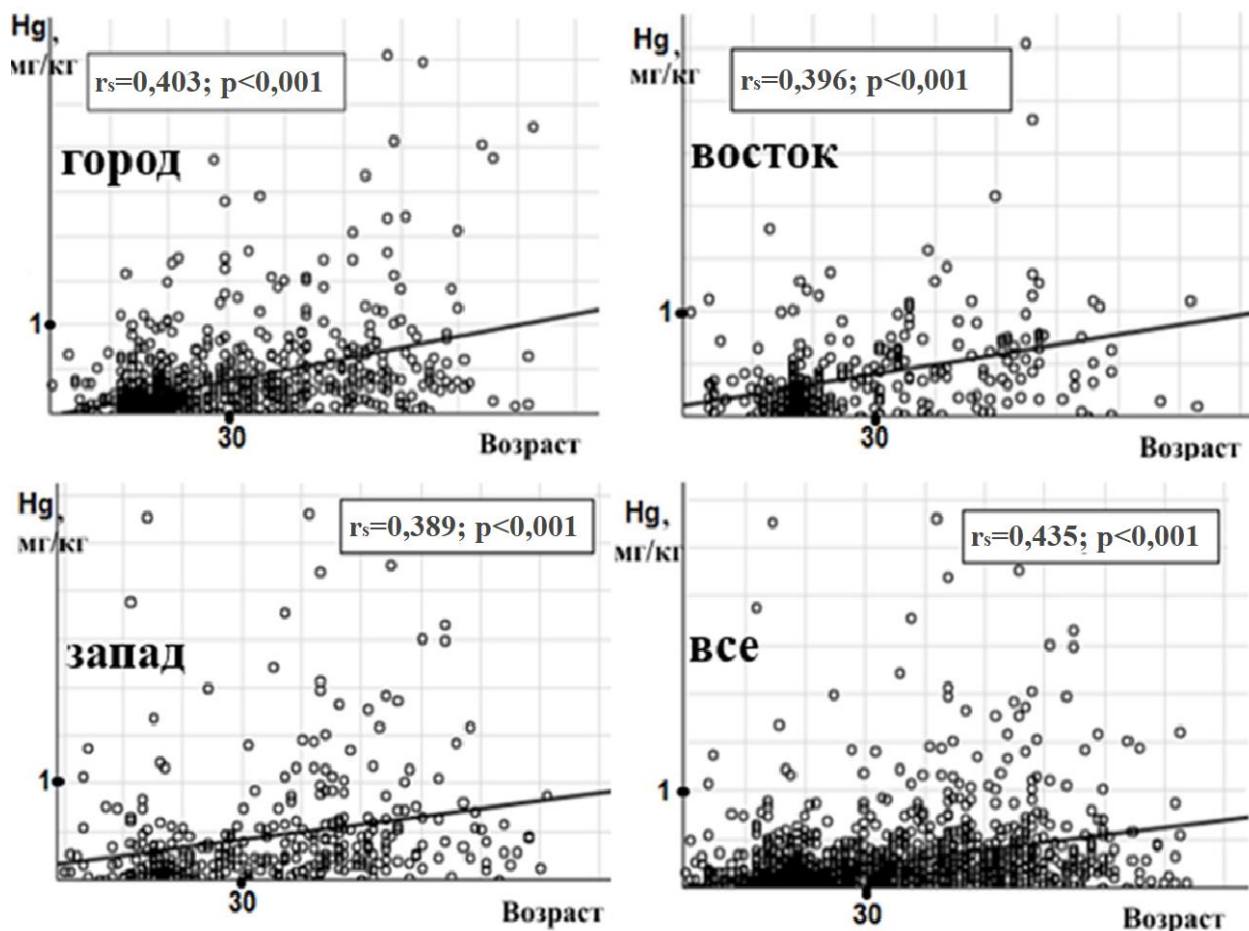 Hg,
мг/кг
rs=0,403; p<0,001
город
1
30
Возраст
Hg,
мг/кг
rs=0,396; p<0,001
восток
1
30
Возраст
Hg,
мг/кг
rs=0,389; p<0,001
запад
1
30
Возраст
Hg,
мг/кг
rs=0,435; p<0,001
все
1
30
Возраст